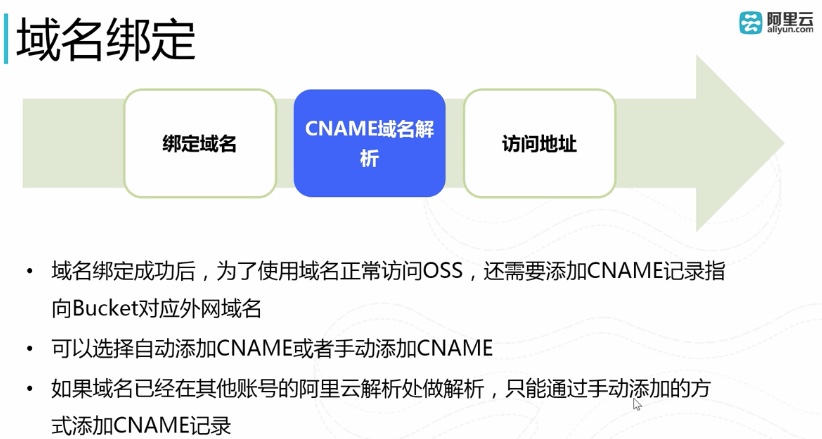 域名绑定
阿里云
aliyun.com
绑定域名
CNAME域名解
析
访问地址
• 域名绑定成功后，为了使用域名正常访问OSS，还需要添加CNAME记录指
向Bucket对应外网域名
• 可以选择自动添加CNAME或者手动添加CNAME
• 如果域名已经在其他账号的阿里云解析处做解析，只能通过手动添加的方
式添加CNAME记录